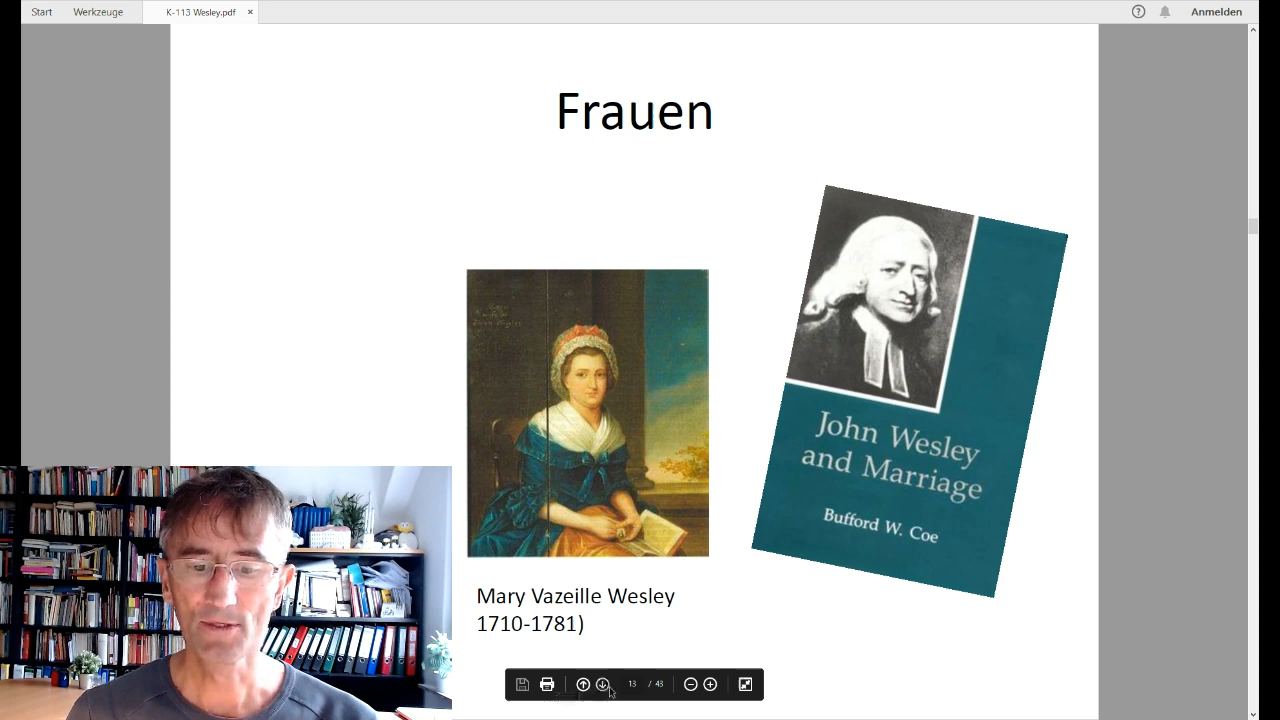 Start Werkzeuge K-113 Wesley.pdf × Anmelden
Frauen
John Wesley
and Marriage
Bufford W. Coe
Mary Vazeille Wesley
1710-1781)
13 / 43